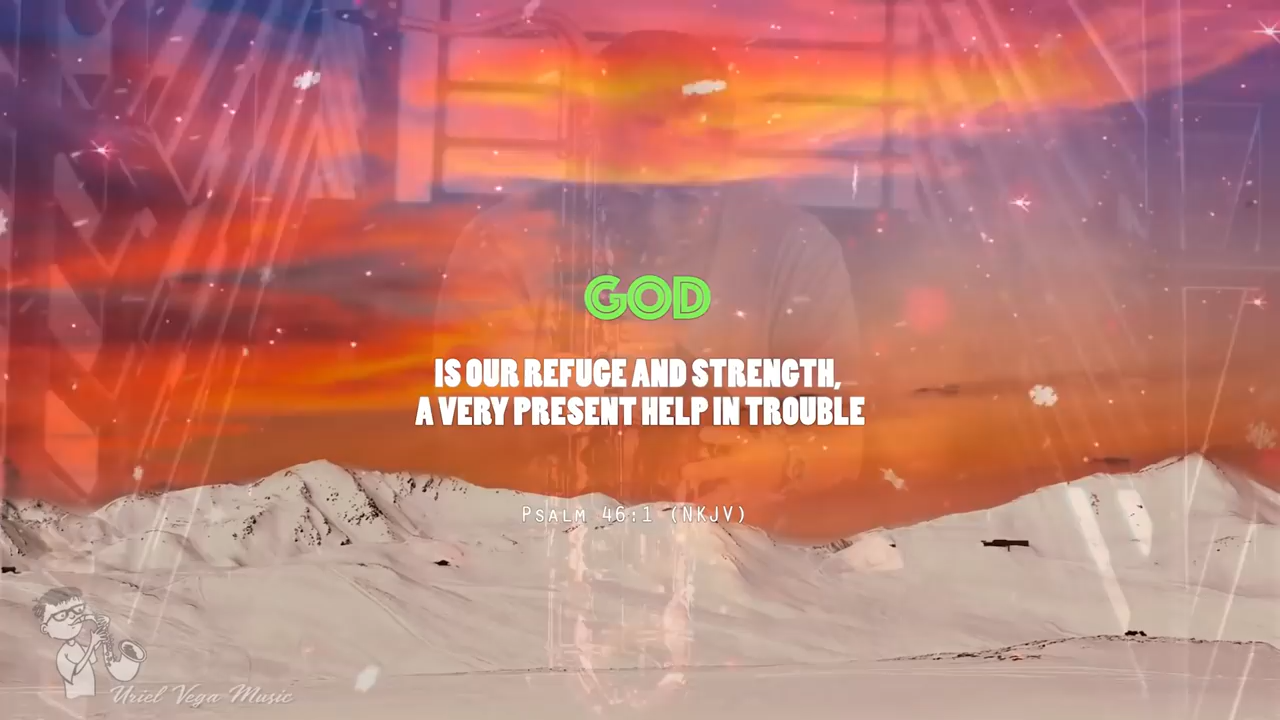 GOD
IS OUR REFUGE AND STRENGTH,
A VERY PRESENT HELP IN TROUBLE
Psalm 46:1 (NKJV)
Uriel Vega Music